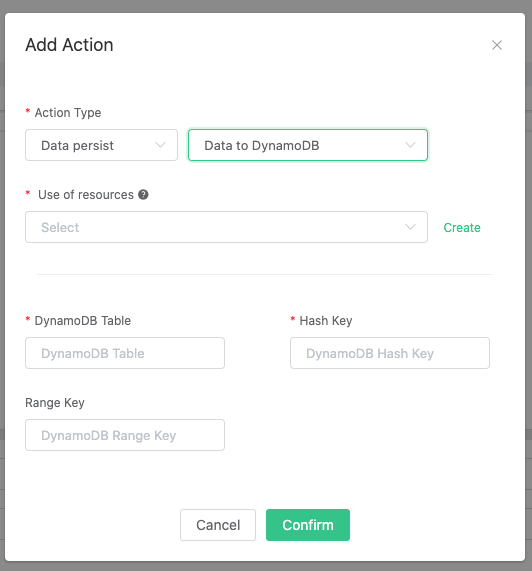 Add Action
* Action Type
Data persist
Data to DynamoDB
* Use of resources ?
Select
Create
* DynamoDB Table
* Hash Key
DynamoDB Table
DynamoDB Hash Key
Range Key
DynamoDB Range Key
Cancel
Confirm